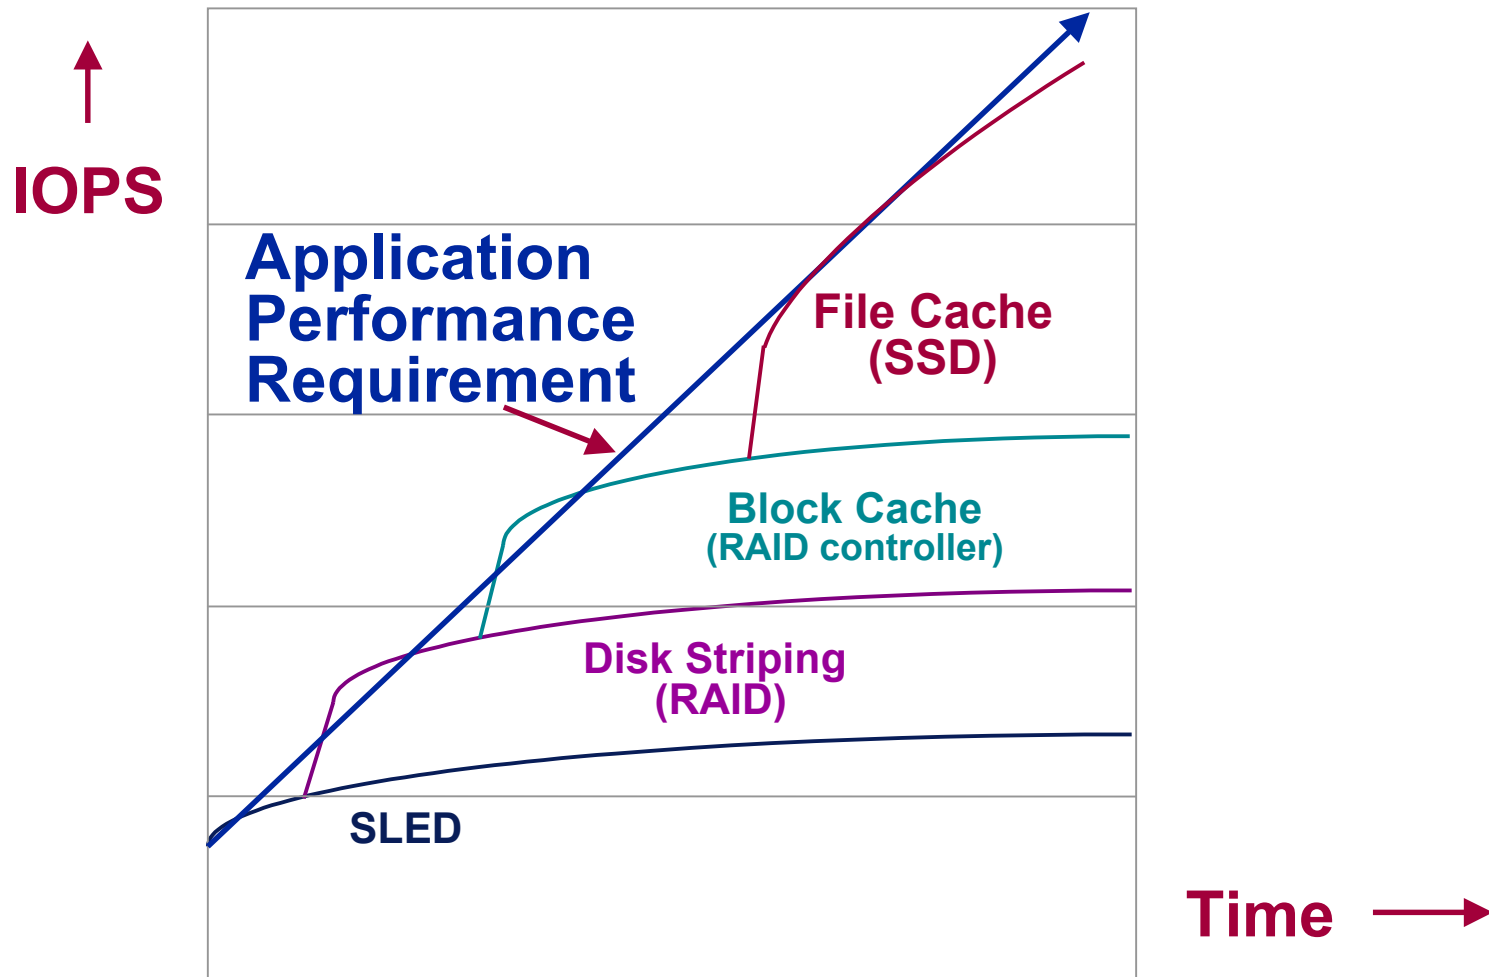 IOPS
Application
Performance
Requirement
File Cache
(SSD)
Block Cache
(RAID controller)
Disk Striping
(RAID)
SLED
Time